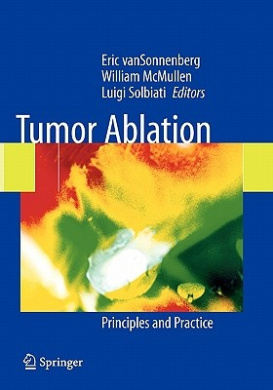 Eric vanSonnenberg
William McMullen
Luigi Solbiati Editors
Tumor Ablation
Principles and Practice
Springer